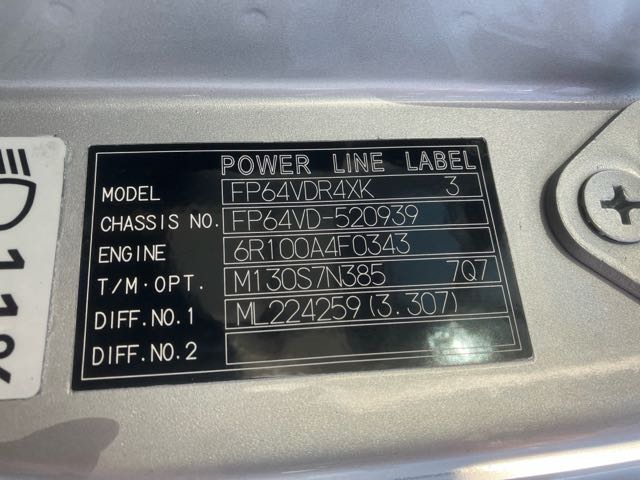 POWER LINE LABEL
MODEL FP64VDR4XK 3
CHASSIS NO. FP64VD-520939
ENGINE 6R100A4F0343
T/M·OPT. M130S7N385 7Q7
DIFF.NO.1 ML224259(3.307)
DIFF.NO.2